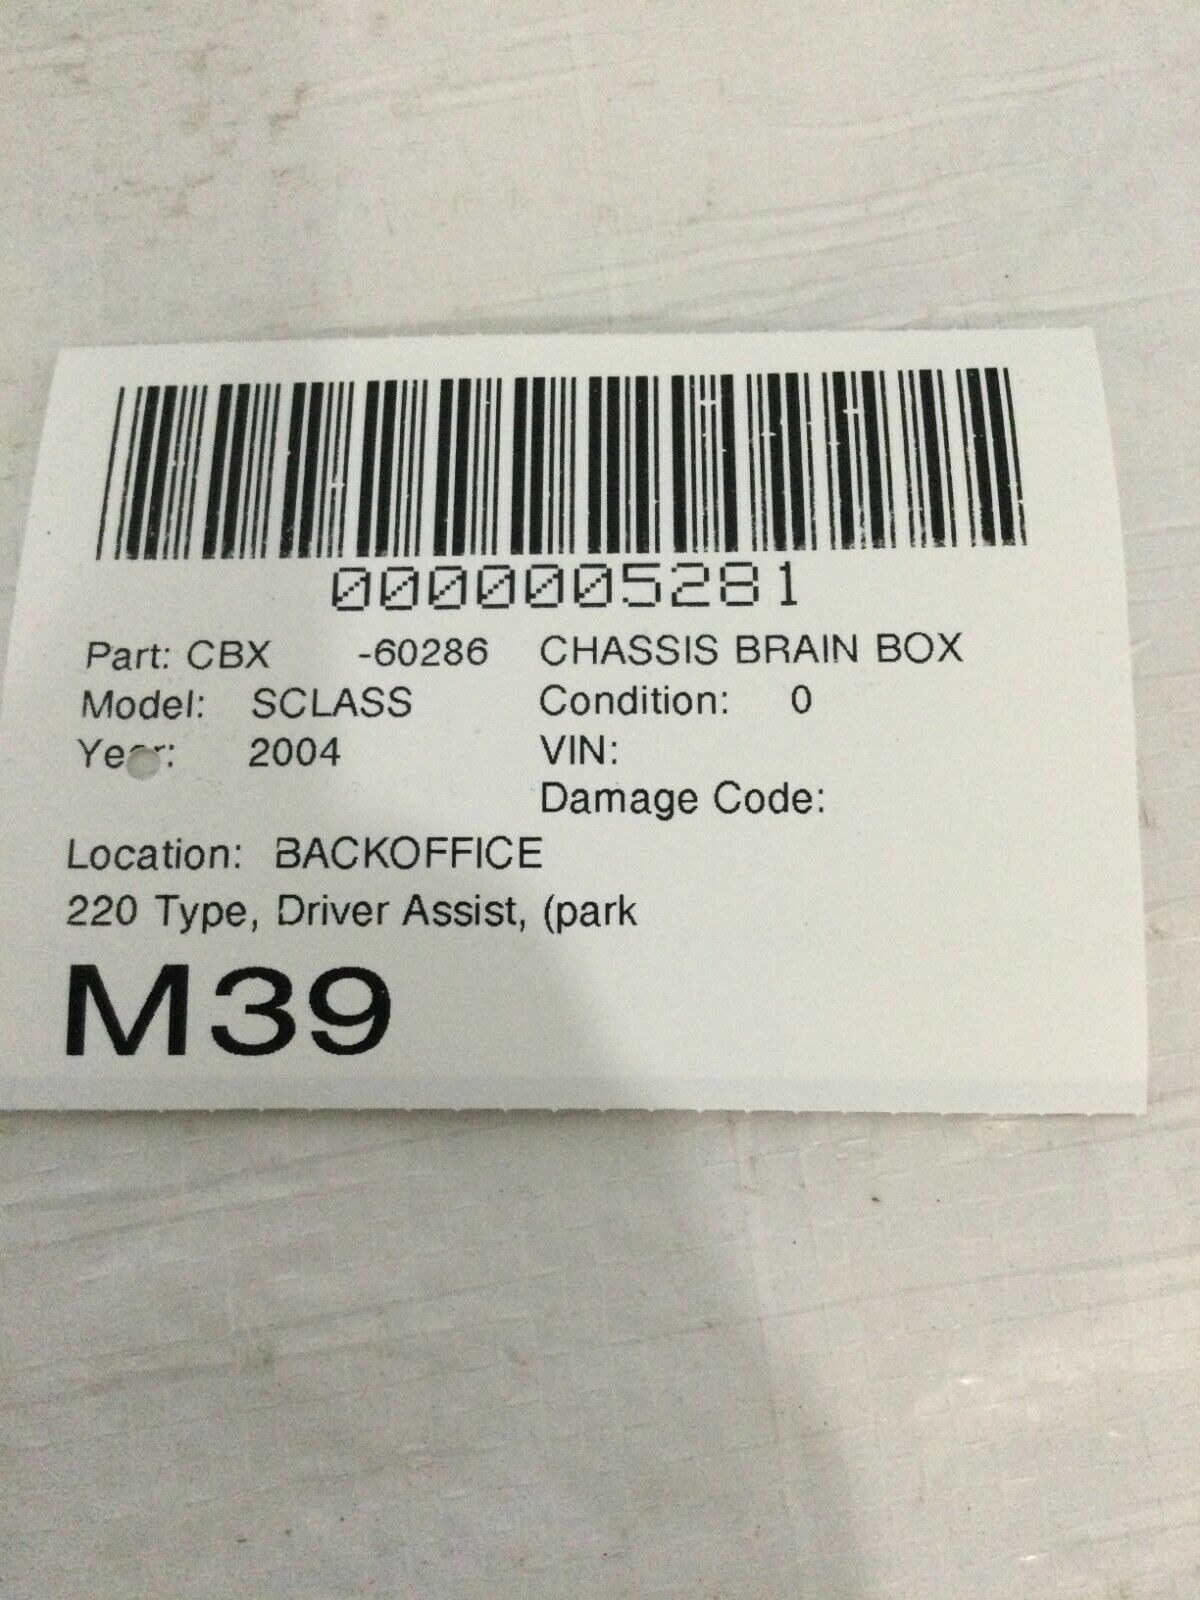 0000005281
Part: CBX -60286 CHASSIS BRAIN BOX
Model: SCLASS Condition: 0
Year: 2004 VIN:
Damage Code:
Location: BACKOFFICE
220 Type, Driver Assist, (park
M39